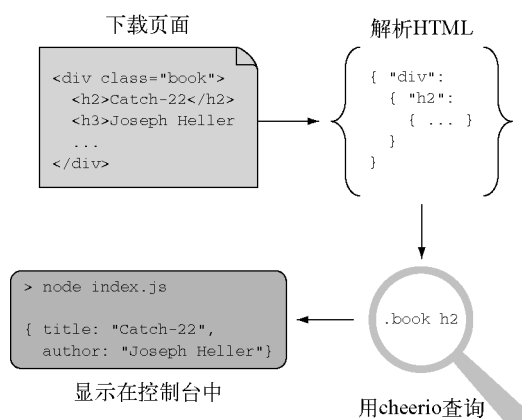 下载页面
<div class="book">
<h2>Catch-22</h2>
<h3>Joseph Heller
...
</div>
解析HTML
{ "div":
{ "h2":
{ ... }
}
}
.book h2
用cheerio查询
> node index.js
{ title: "Catch-22",
author: "Joseph Heller"}
显示在控制台中